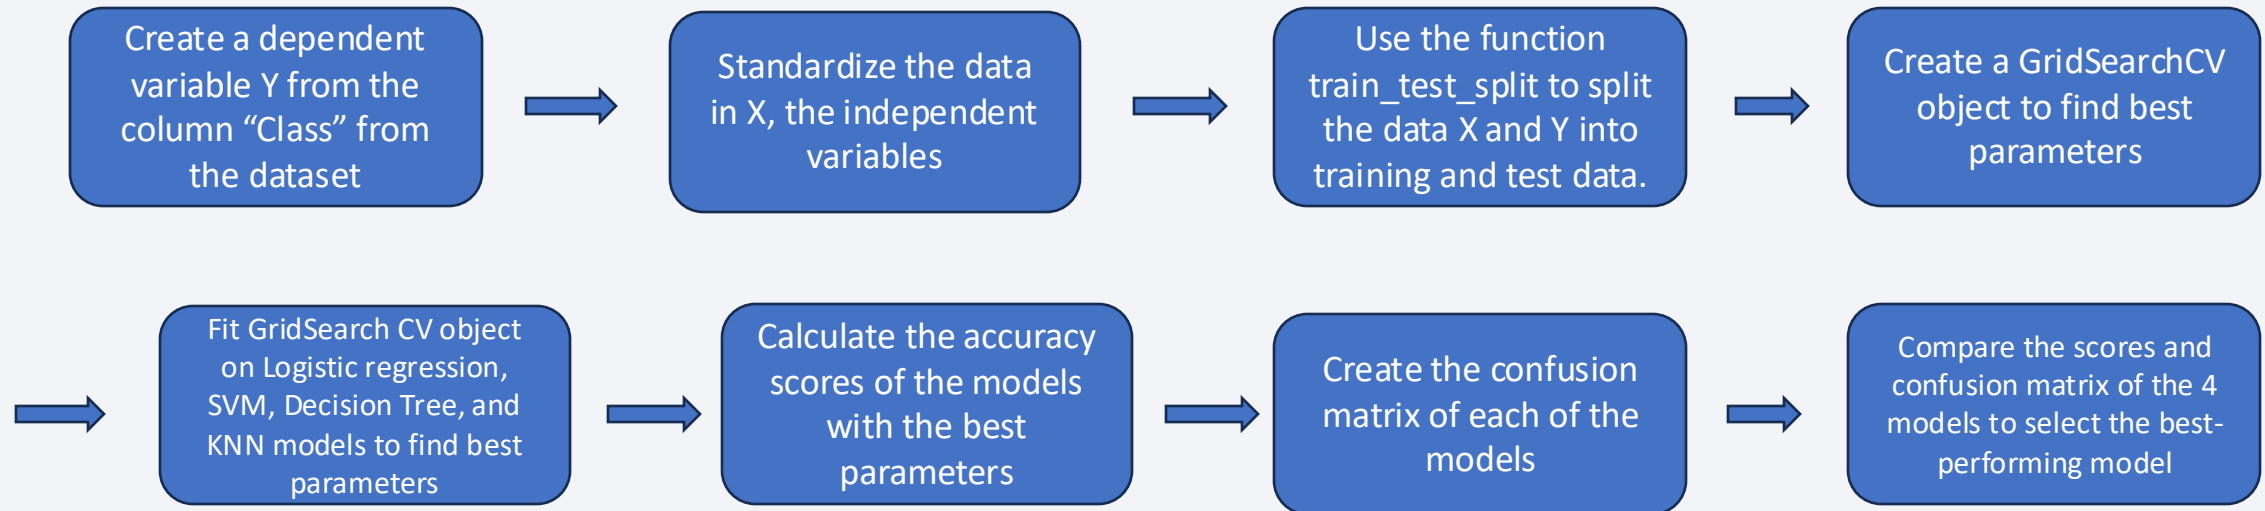 Create a dependent
variable Y from the
column “Class” from
the dataset
Standardize the data
in X, the independent
variables
Use the function
train_test_split to split
the data X and Y into
training and test data.
Create a GridSearchCV
object to find best
parameters
Fit GridSearch CV object
on Logistic regression,
SVM, Decision Tree, and
KNN models to find best
parameters
Calculate the accuracy
scores of the models
with the best
parameters
Create the confusion
matrix of each of the
models
Compare the scores and
confusion matrix of the 4
models to select the best-
performing model